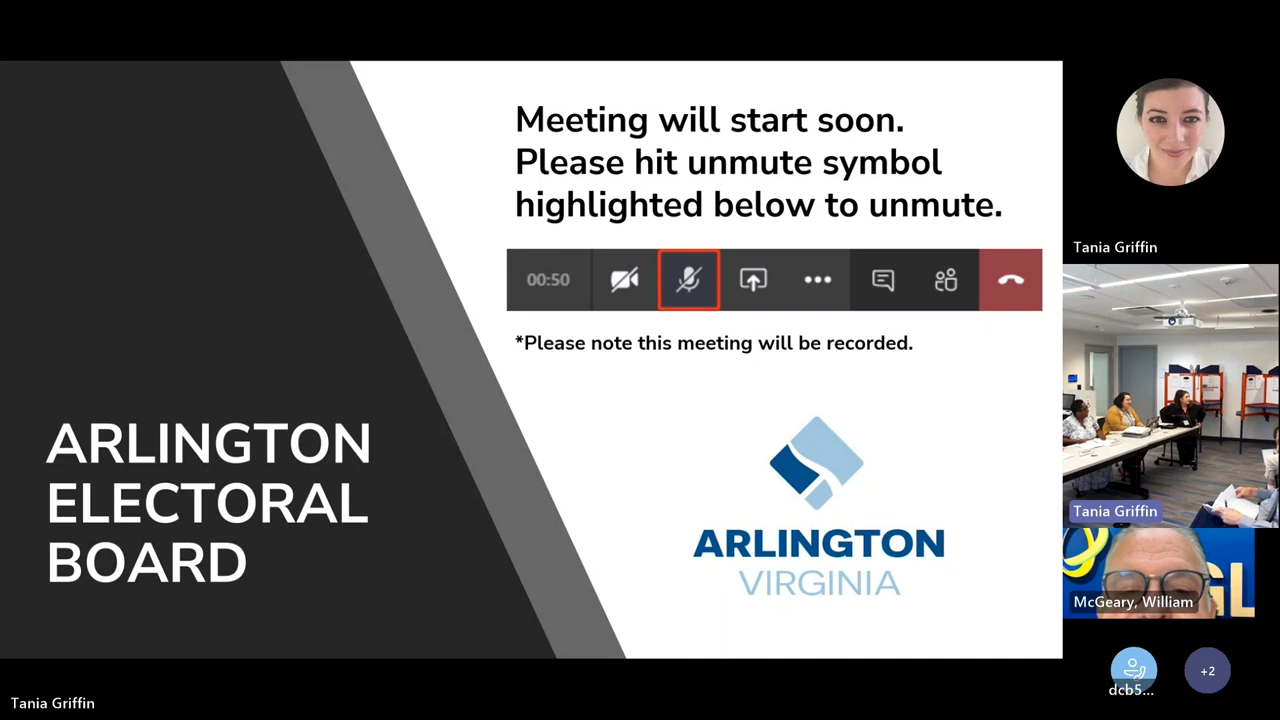 Meeting will start soon.
Please hit unmute symbol
highlighted below to unmute.
00:50
*Please note this meeting will be recorded.
ARLINGTON
ELECTORAL
BOARD
ARLINGTON
VIRGINIA
Tania Griffin
Tania Griffin
McGeary, William
GL
dcb5...
+2
Tania Griffin